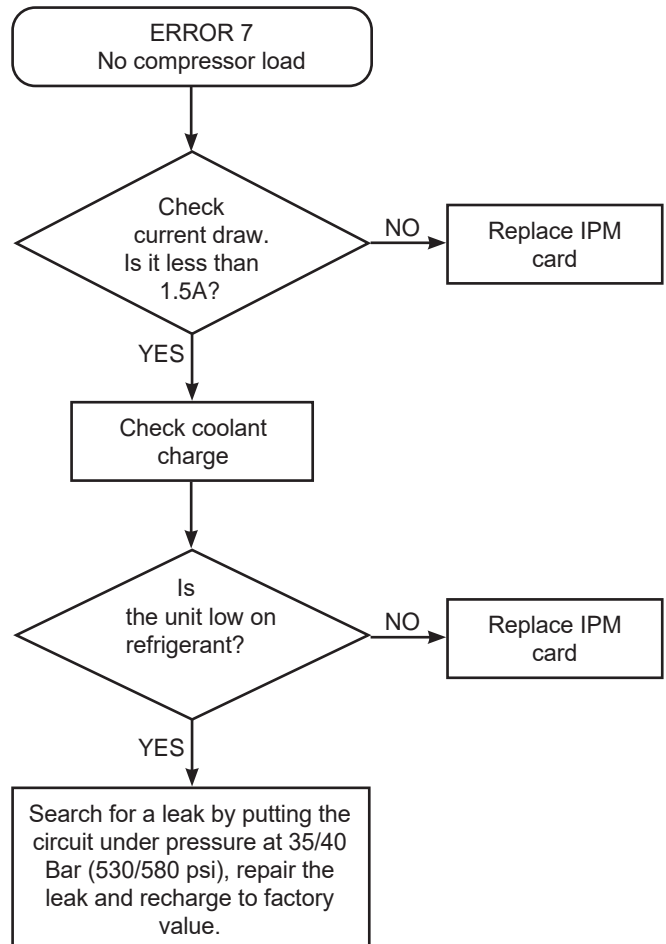 ERROR 7
No compressor load
Check
current draw.
Is it less than
1.5A?
NO
Replace IPM
card
YES
Check coolant
charge
Is
the unit low on
refrigerant?
NO
Replace IPM
card
YES
Search for a leak by putting the
circuit under pressure at 35/40
Bar (530/580 psi), repair the
leak and recharge to factory
value.